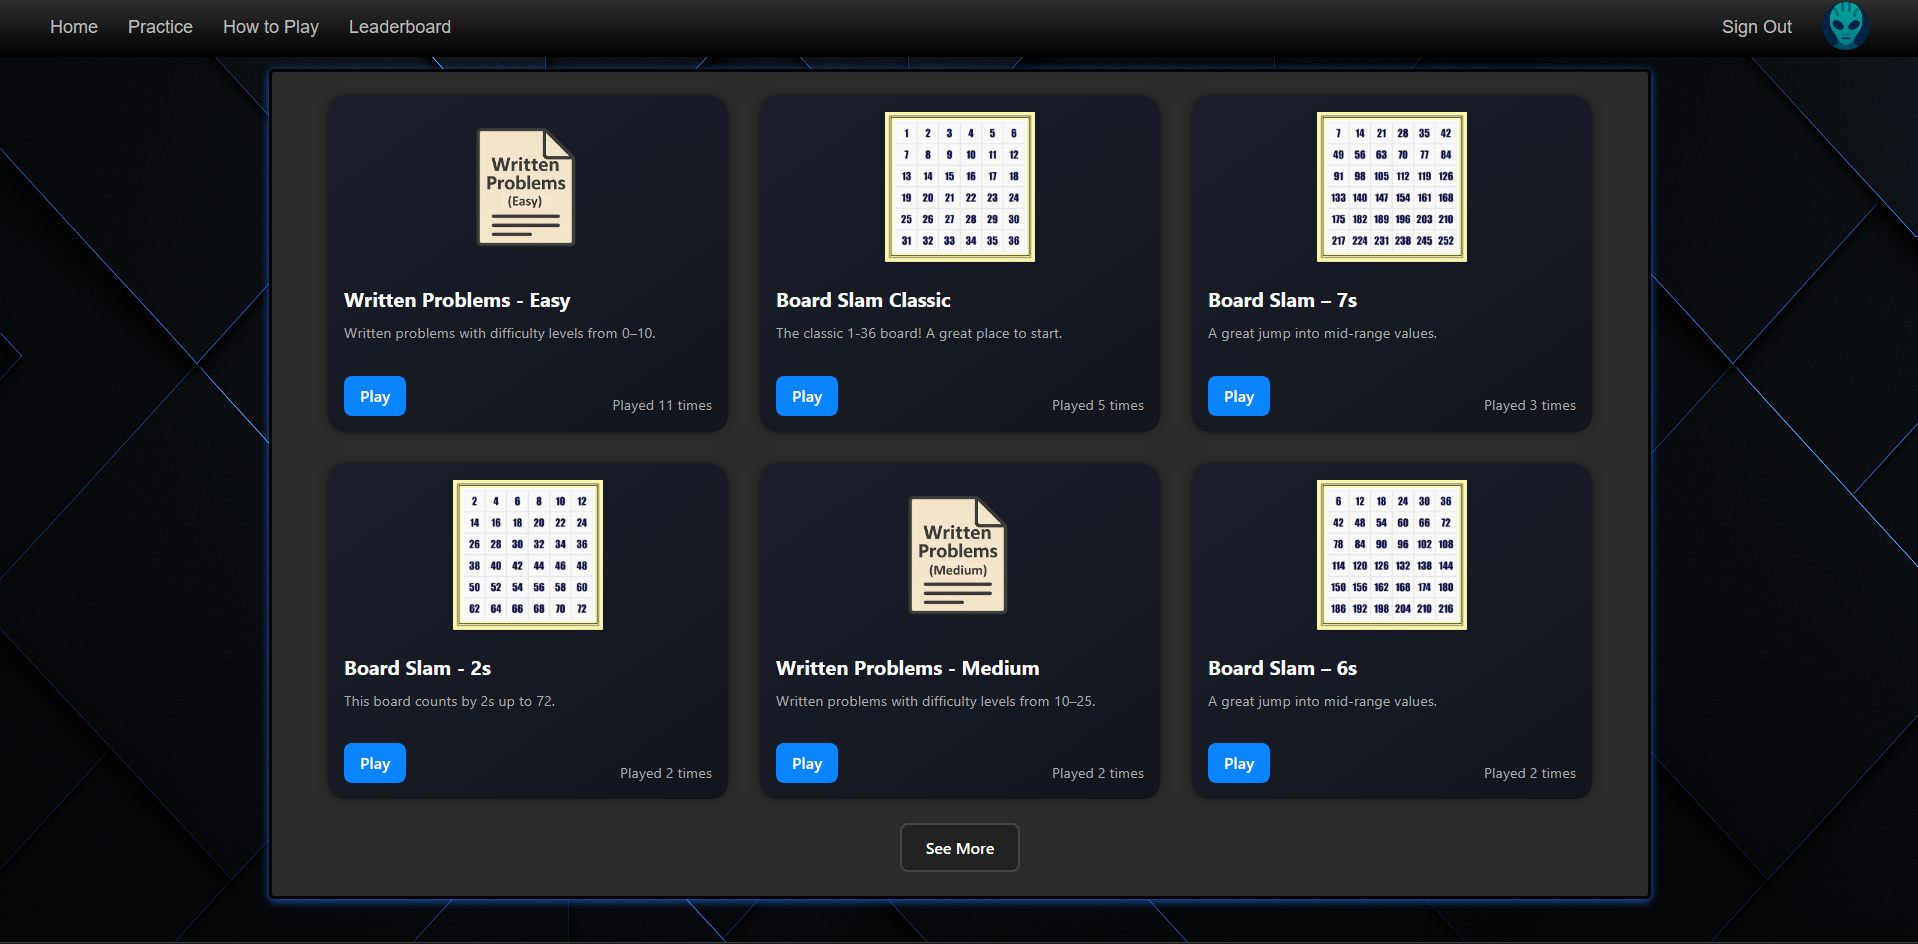 Home Practice How to Play Leaderboard Sign Out
Written
Problems
(Easy)
Written Problems - Easy
Written problems with difficulty levels from 0–10.
Play
Played 11 times
1 2 3 4 5 6
7 8 9 10 11 12
13 14 15 16 17 18
19 20 21 22 23 24
25 26 27 28 29 30
31 32 33 34 35 36
Board Slam Classic
The classic 1-36 board! A great place to start.
Play
Played 5 times
7 14 21 28 35 42
49 56 63 70 77 84
91 98 105 112 119 126
133 140 147 154 161 168
175 182 189 196 203 210
217 224 231 238 245 252
Board Slam – 7s
A great jump into mid-range values.
Play
Played 3 times
2 4 6 8 10 12
14 16 18 20 22 24
26 28 30 32 34 36
38 40 42 44 46 48
50 52 54 56 58 60
62 64 66 68 70 72
Board Slam - 2s
This board counts by 2s up to 72.
Play
Played 2 times
Written
Problems
(Medium)
Written Problems - Medium
Written problems with difficulty levels from 10–25.
Play
Played 2 times
6 12 18 24 30 36
42 48 54 60 66 72
78 84 90 96 102 108
114 120 126 132 138 144
150 156 162 168 174 180
186 192 198 204 210 216
Board Slam – 6s
A great jump into mid-range values.
Play
Played 2 times
See More